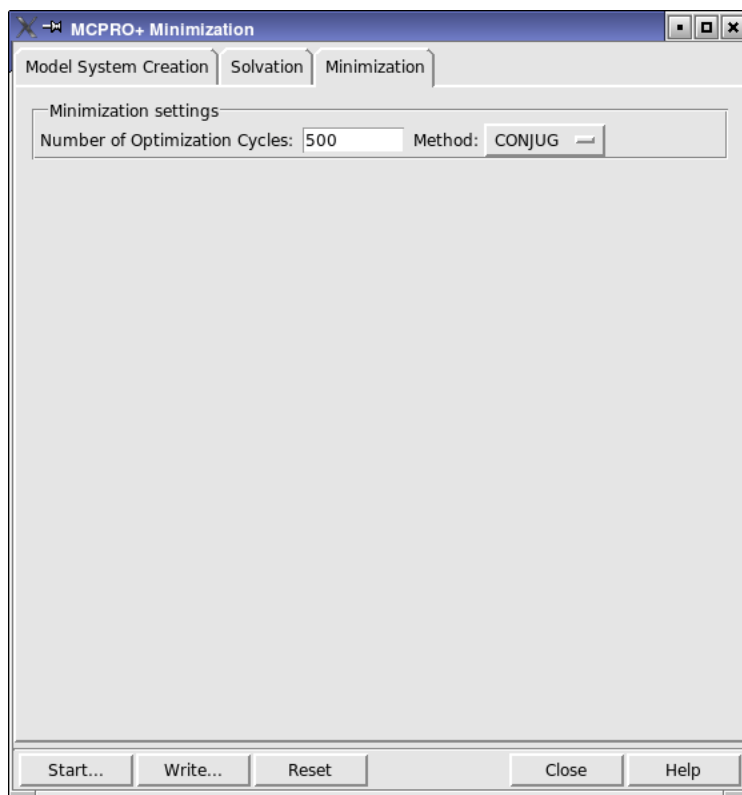 MCPRO+ Minimization
Model System Creation Solvation Minimization
Minimization settings
Number of Optimization Cycles: 500 Method: CONJUG
Start... Write... Reset Close Help